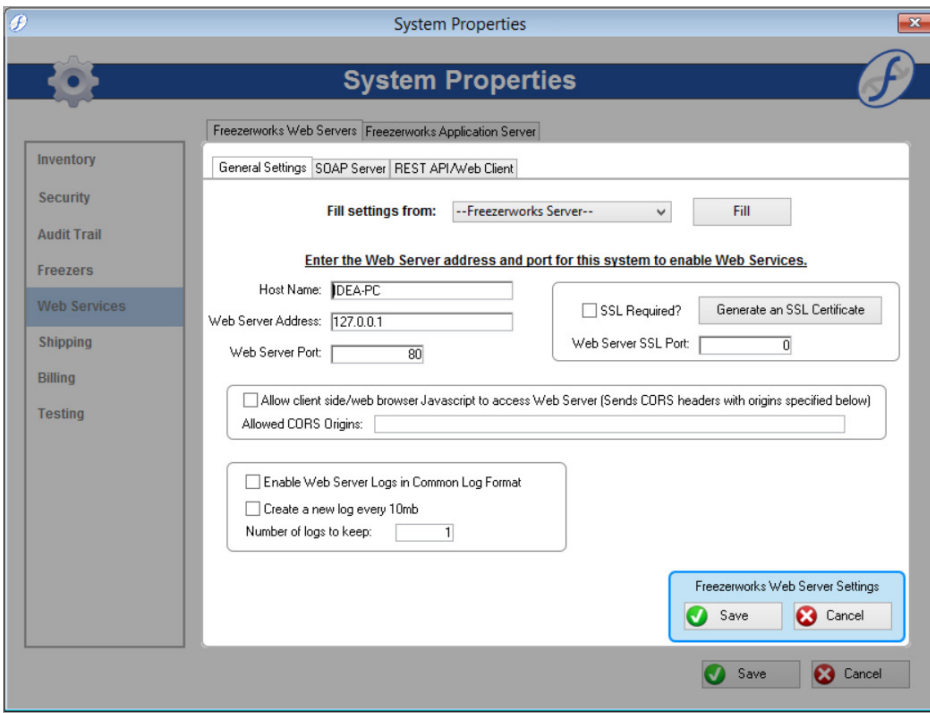 System Properties
System Properties
Freezerworks Web Servers Freezerworks Application Server
Inventory
Security
Audit Trail
Freezers
Web Services
Shipping
Billing
Testing
General Settings SOAP Server REST API/Web Client
Fill settings from: --Freezerworks Server-- Fill
Enter the Web Server address and port for this system to enable Web Services.
Host Name: IDEA-PC
Web Server Address: 127.0.0.1
Web Server Port: 80
SSL Required? Generate an SSL Certificate
Web Server SSL Port: 0
Allow client side/web browser Javascript to access Web Server (Sends CORS headers with origins specified below)
Allowed CORS Origins:
Enable Web Server Logs in Common Log Format
Create a new log every 10mb
Number of logs to keep: 1
Freezerworks Web Server Settings
Save Cancel
Save Cancel